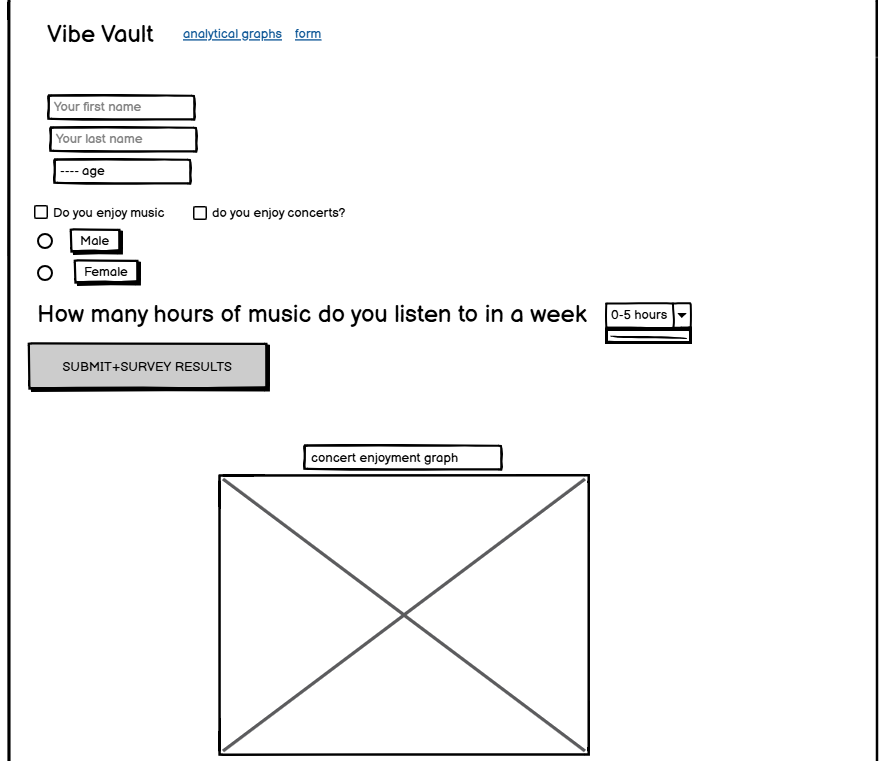 Vibe Vault analytical graphs form
Your first name
Your last name
---- age
Do you enjoy music do you enjoy concerts?
Male
Female
How many hours of music do you listen to in a week 0-5 hours
SUBMIT+SURVEY RESULTS
concert enjoyment graph